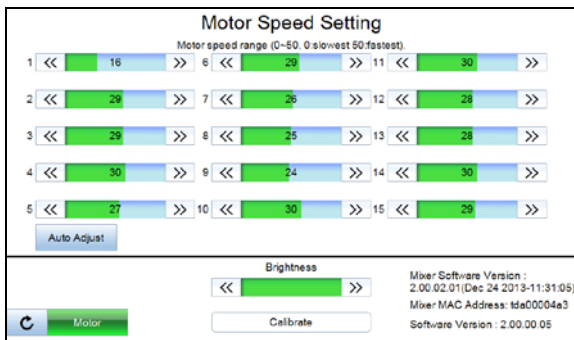 Motor Speed Setting
Motor speed range (0~50, 0:slowest 50:fastest).
1 << 16 >> 6 << 29 >> 11 << 30 >>
2 << 29 >> 7 << 26 >> 12 << 28 >>
3 << 29 >> 8 << 25 >> 13 << 28 >>
4 << 30 >> 9 << 24 >> 14 << 30 >>
5 << 27 >> 10 << 30 >> 15 << 29 >>
Auto Adjust
Brightness
<< >>
Mixer Software Version :
2.00.02.01(Dec 24 2013-11:31:05)
Mixer MAC Address: tda00004a3
Motor
Calibrate
Software Version : 2.00.00.05